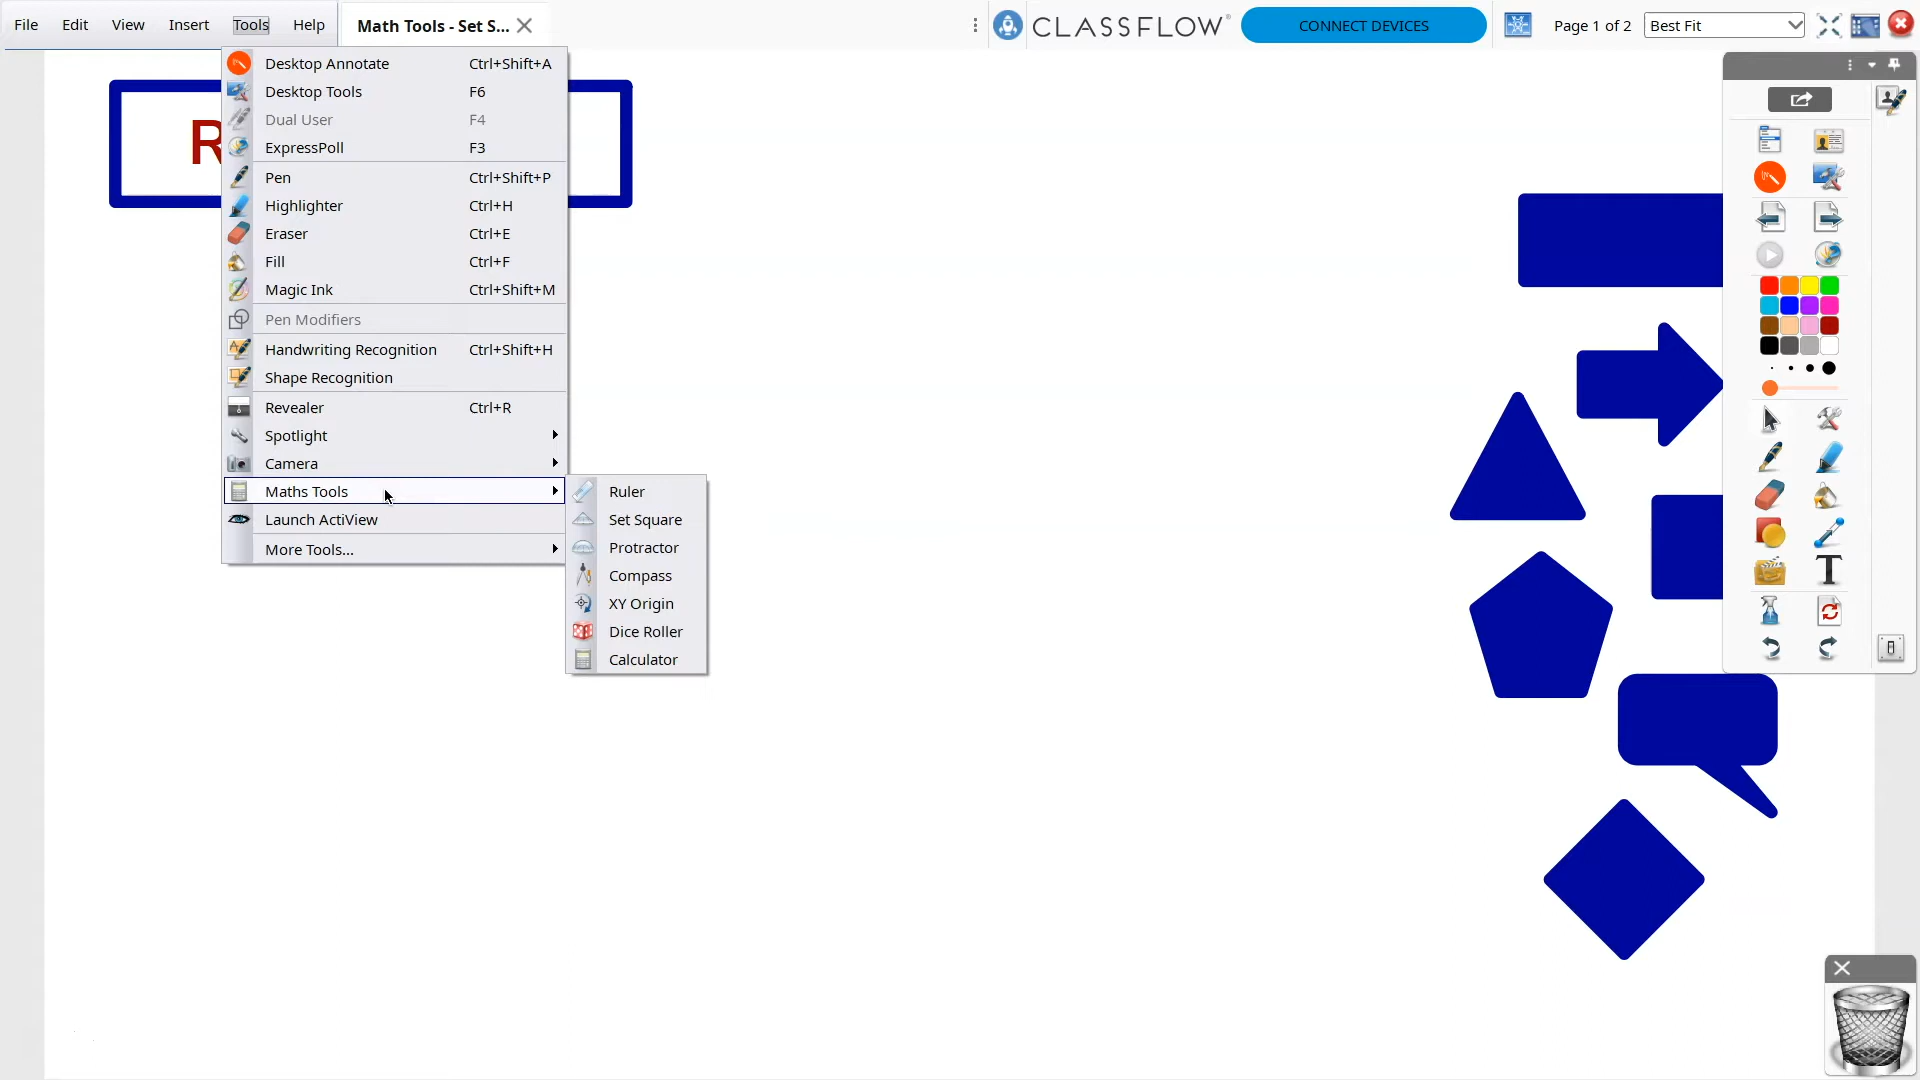 File Edit View Insert Tools Help Math Tools - Set S... CLASSFLOW® CONNECT DEVICES Page 1 of 2 Best Fit
Desktop Annotate Ctrl+Shift+A
Desktop Tools F6
Dual User F4
ExpressPoll F3
Pen Ctrl+Shift+P
Highlighter Ctrl+H
Eraser Ctrl+E
Fill Ctrl+F
Magic Ink Ctrl+Shift+M
Pen Modifiers
Handwriting Recognition Ctrl+Shift+H
Shape Recognition
Revealer Ctrl+R
Spotlight
Camera
Maths Tools
Launch ActiView
More Tools...
Ruler
Set Square
Protractor
Compass
XY Origin
Dice Roller
Calculator
R
T